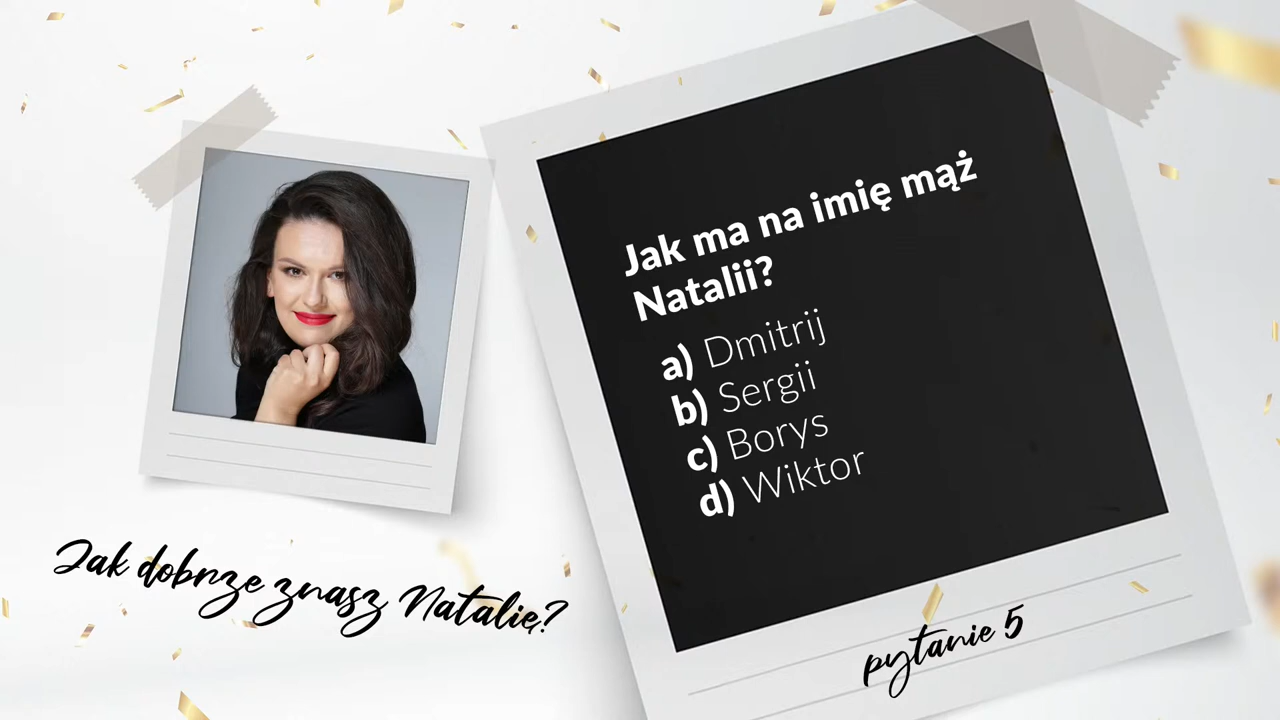 Jak dobrze znasz Natalię?
Jak ma na imię mąż
Natalii?
a) Dmitrij
b) Sergii
c) Borys
d) Wiktor
pytanie 5